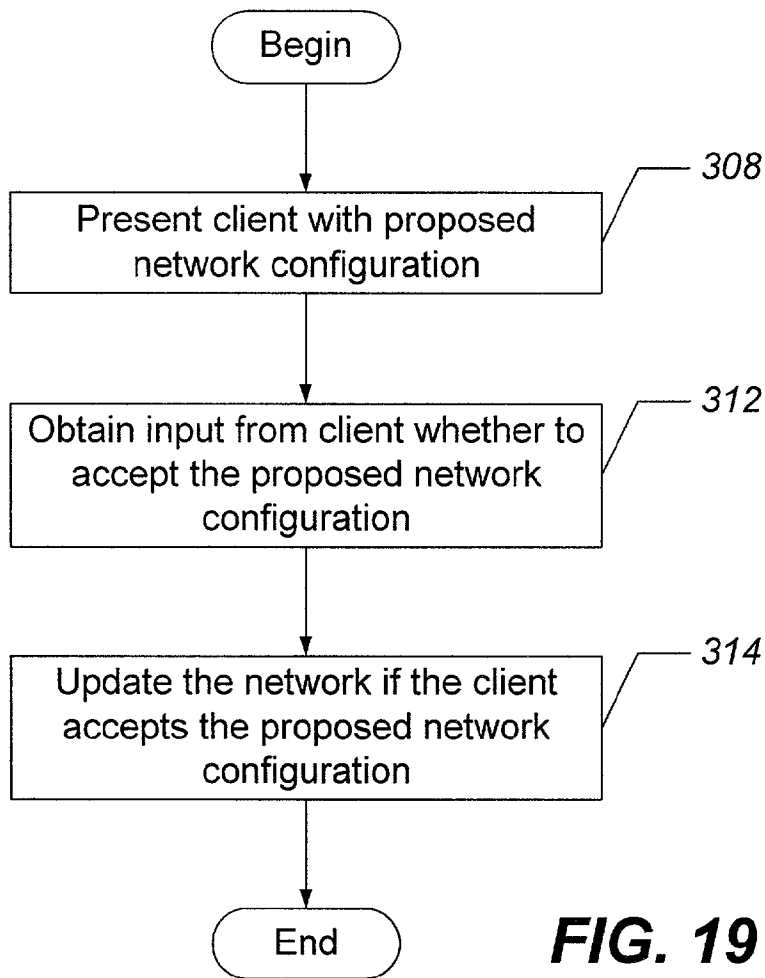 Begin
308
Present client with proposed
network configuration
312
Obtain input from client whether to
accept the proposed network
configuration
314
Update the network if the client
accepts the proposed network
configuration
End
FIG. 19